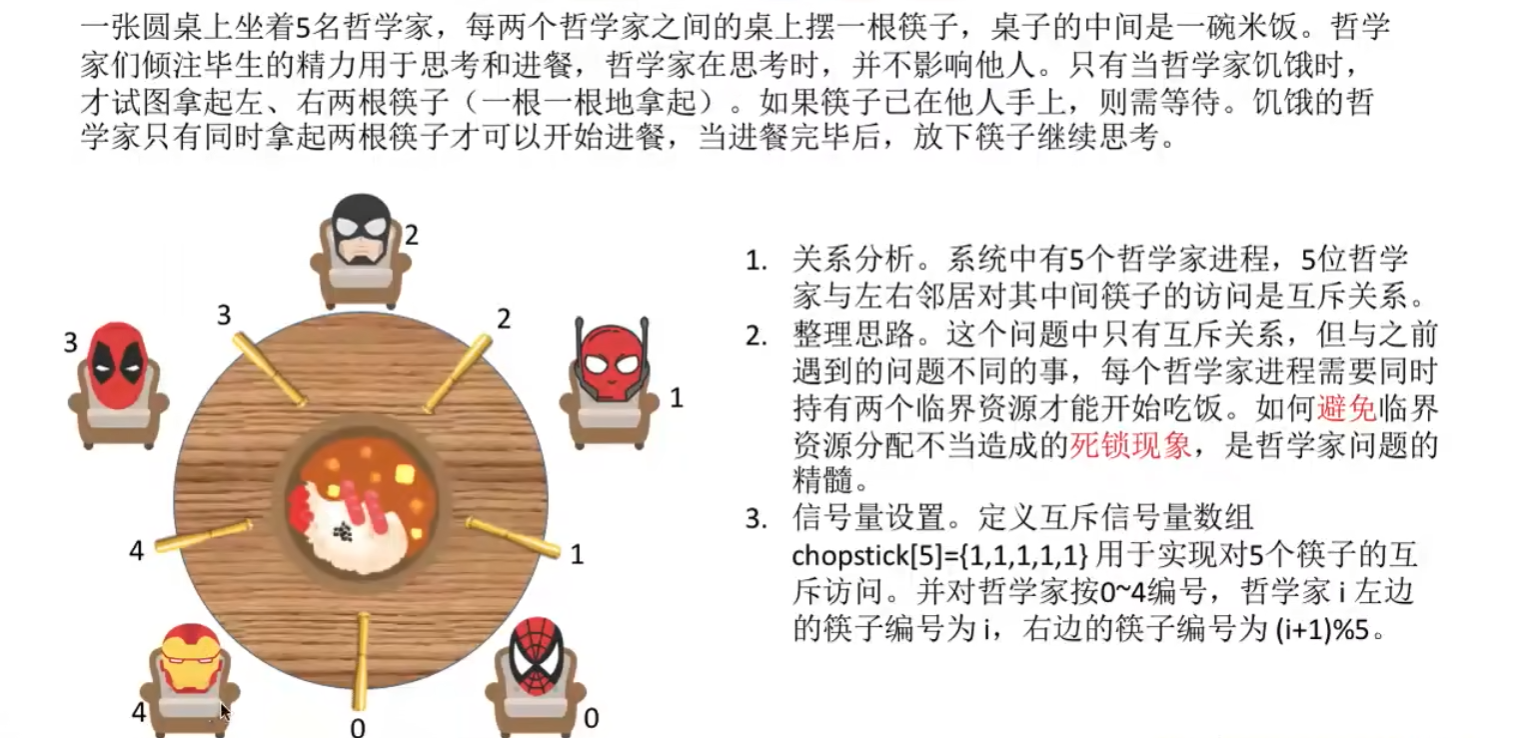 一张圆桌上坐着5名哲学家，每两个哲学家之间的桌上摆一根筷子，桌子的中间是一碗米饭。哲学
家们倾注毕生的精力用于思考和进餐，哲学家在思考时，并不影响他人。只有当哲学家饥饿时，
才试图拿起左、右两根筷子（一根一根地拿起）。如果筷子已在他人手上，则需等待。饥饿的哲
学家只有同时拿起两根筷子才可以开始进餐，当进餐完毕后，放下筷子继续思考。
2
3
2
3
1
4
1
4
0
0
1. 关系分析。系统中有5个哲学家进程，5位哲学
家与左右邻居对其中间筷子的访问是互斥关系。
2. 整理思路。这个问题中只有互斥关系，但与之前
遇到的问题不同的事，每个哲学家进程需要同时
持有两个临界资源才能开始吃饭。如何避免临界
资源分配不当造成的死锁现象，是哲学家问题的
精髓。
3. 信号量设置。定义互斥信号量数组
chopstick[5]={1,1,1,1,1} 用于实现对5个筷子的互
斥访问。并对哲学家按0~4编号，哲学家 i 左边
的筷子编号为 i，右边的筷子编号为 (i+1)%5。